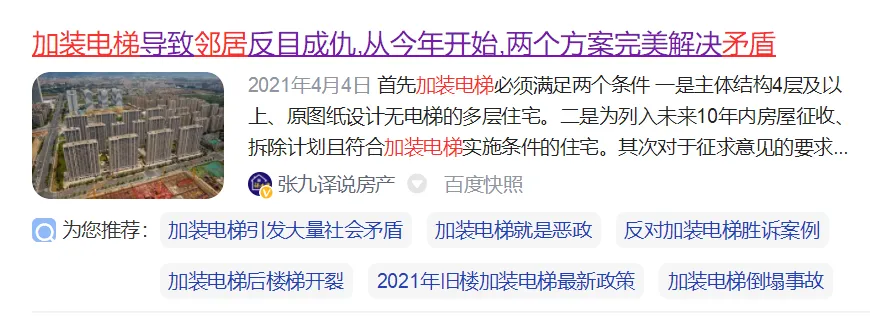 加装电梯导致邻居反目成仇,从今年开始,两个方案完美解决矛盾
2021年4月4日 首先加装电梯必须满足两个条件 一是主体结构4层及以
上、原图纸设计无电梯的多层住宅。二是为列入未来10年内房屋征收、
拆除计划且符合加装电梯实施条件的住宅。其次对于征求意见的要求...
张九译说房产 百度快照
为您推荐: 加装电梯引发大量社会矛盾 加装电梯就是恶政 反对加装电梯胜诉案例
加装电梯后楼梯开裂 2021年旧楼加装电梯最新政策 加装电梯倒塌事故